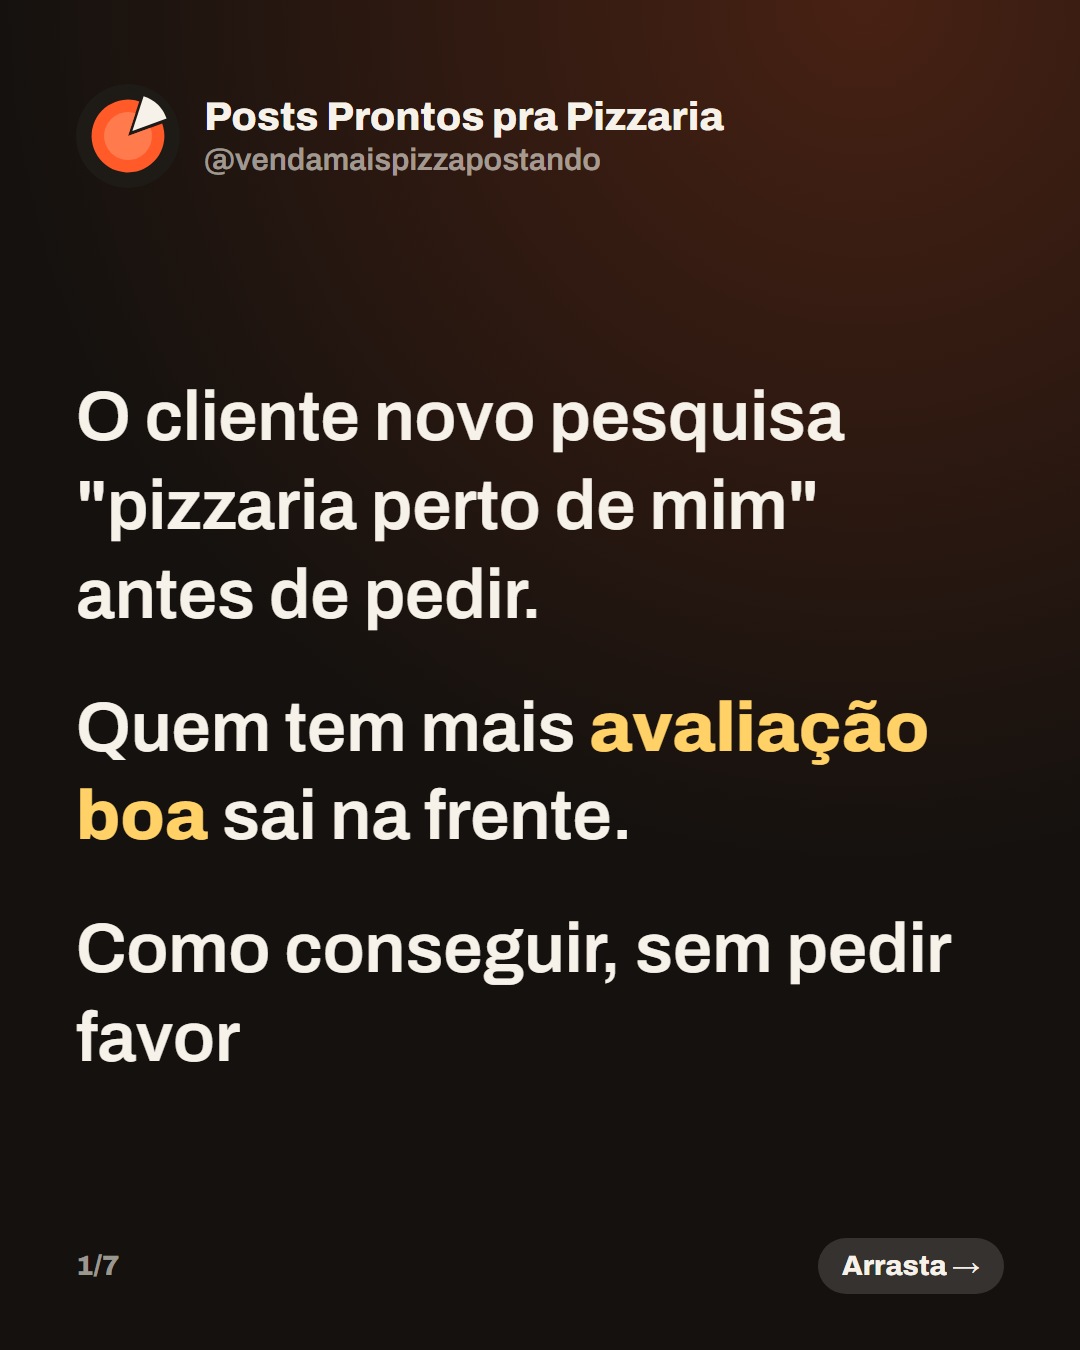 Posts Prontos pra Pizzaria
@vendamaispizzapostando
O cliente novo pesquisa
"pizzaria perto de mim"
antes de pedir.
Quem tem mais avaliação
boa sai na frente.
Como conseguir, sem pedir
favor
1/7
Arrasta →